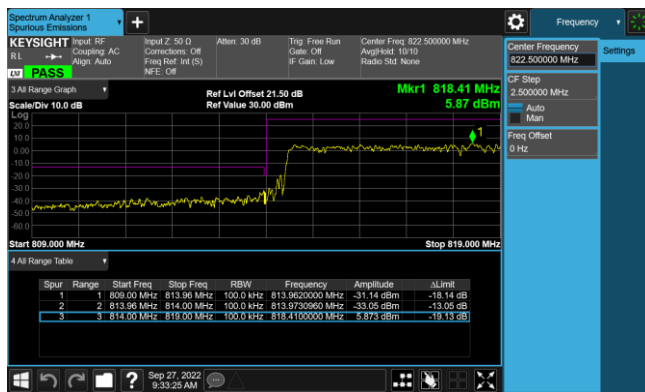 Spectrum Analyzer 1
Spurious Emissions
Frequency
KEYSIGHT
RL
Input: RF
Coupling: AC
Align: Auto
Input Z: 50 Ω
Corrections: Off
Freq Ref: Int (S)
NFE: Off
Atten: 30 dB
Trig: Free Run
Gate: Off
IF Gain: Low
Center Freq: 822.500000 MHz
Avg|Hold: 10/10
Radio Std: None
LXI
PASS
Center Frequency
822.500000 MHz
Settings
CF Step
2.500000 MHz
Auto
Man
Freq Offset
0 Hz
3 All Range Graph
Ref Lvl Offset 21.50 dB
Mkr1 818.41 MHz
Scale/Div 10.0 dB
Ref Value 30.00 dBm
5.87 dBm
Log
20.0
10.0
0.00
-10.0
-20.0
-30.0
-40.0
-50.0
-60.0
1
Start 809.000 MHz
Stop 819.000 MHz
4 All Range Table
Spur Range Start Freq Stop Freq RBW Frequency Amplitude ΔLimit
1 1 809.00 MHz 813.96 MHz 100.0 kHz 813.9620000 MHz -31.14 dBm -18.14 dB
2 2 813.96 MHz 814.00 MHz 100.0 kHz 813.9730960 MHz -33.05 dBm -13.05 dB
3 3 814.00 MHz 819.00 MHz 100.0 kHz 818.4100000 MHz 5.873 dBm -19.13 dB
?
Sep 27, 2022
9:33:25 AM